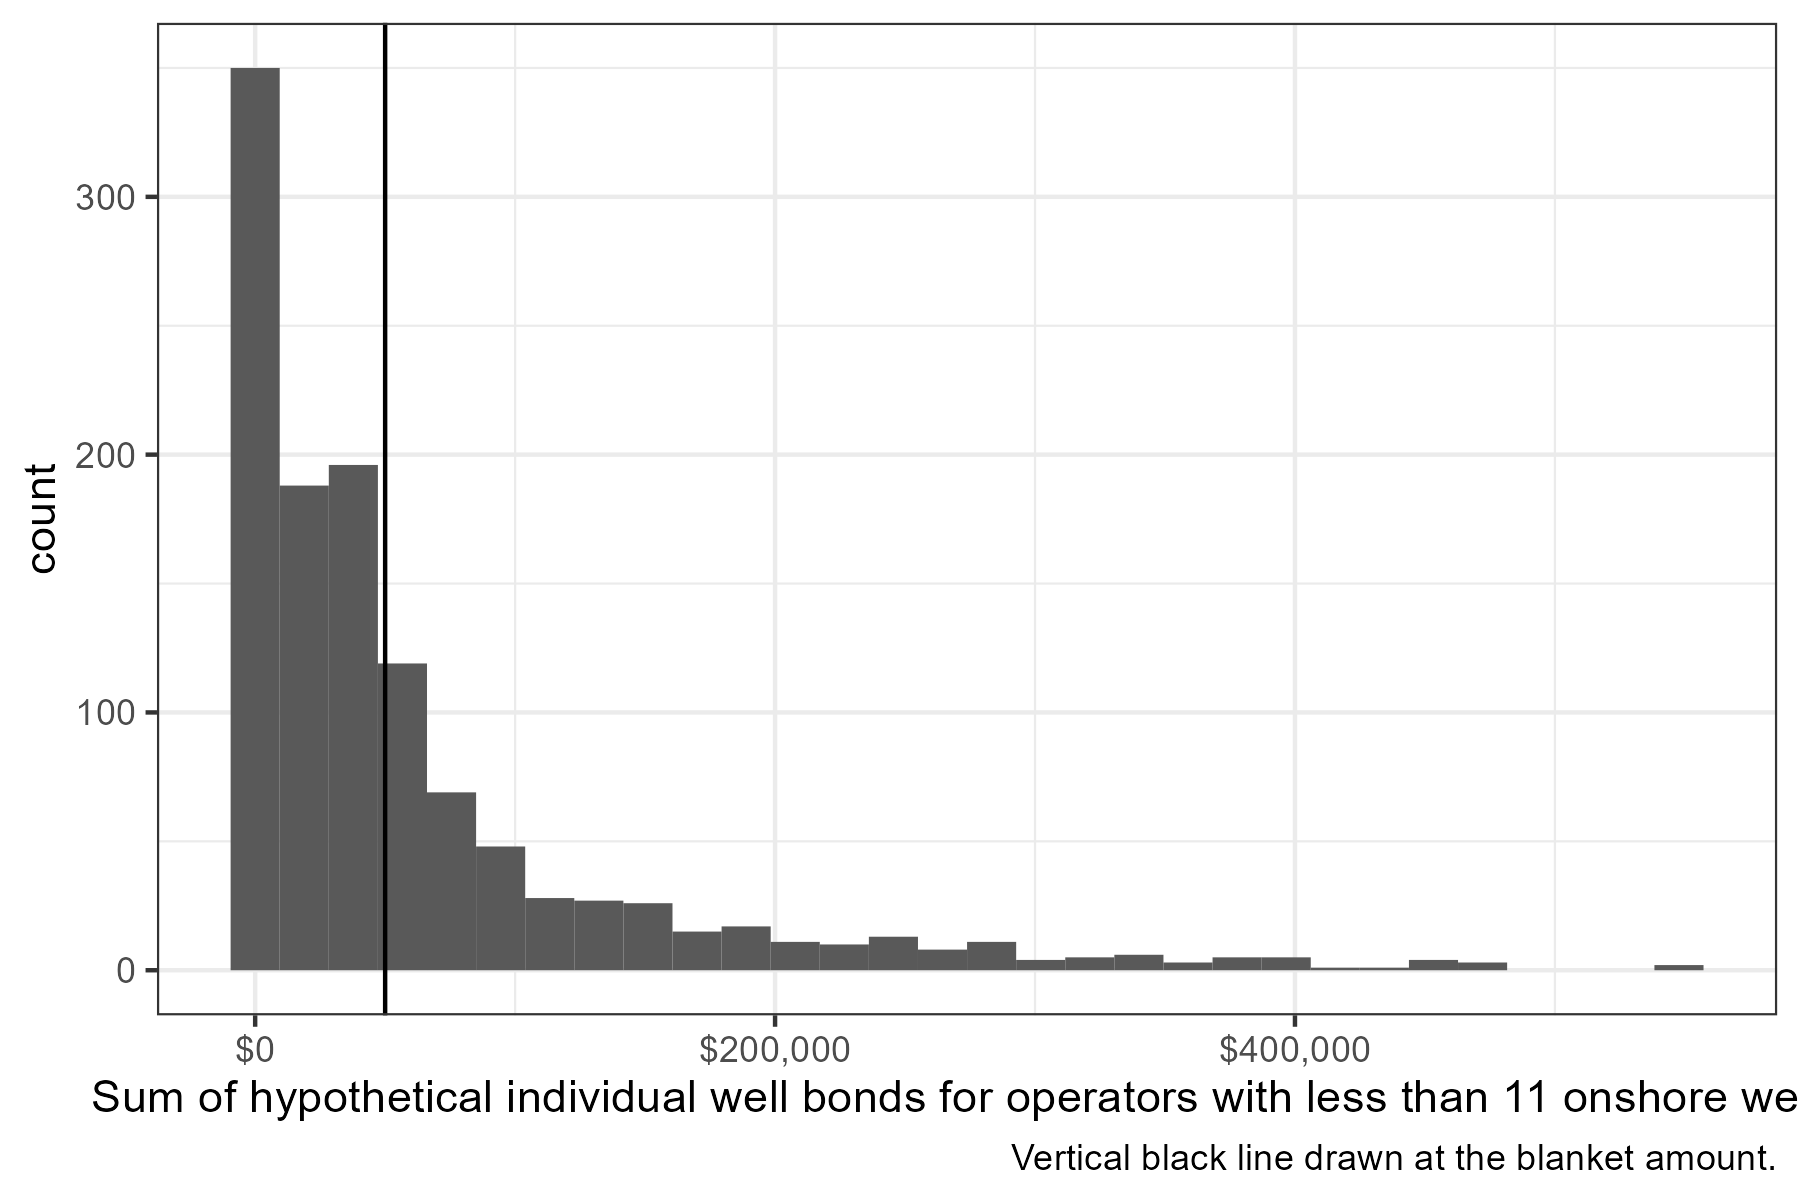 300
200
100
0
count
$0
$200,000
$400,000
Sum of hypothetical individual well bonds for operators with less than 11 onshore we
Vertical black line drawn at the blanket amount.